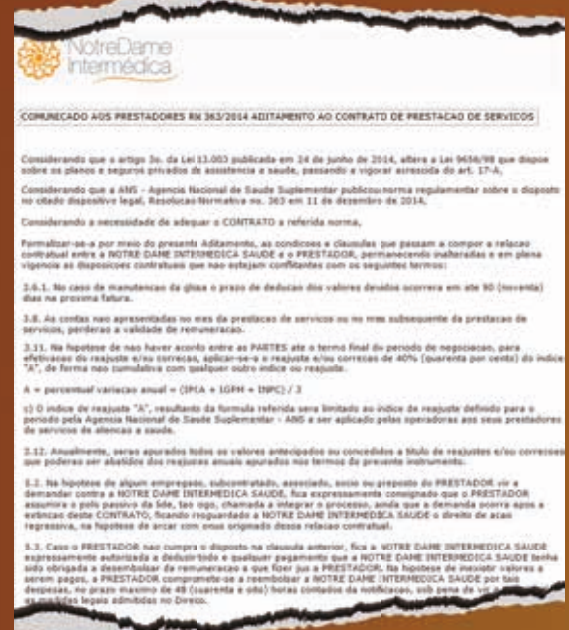 NotreDame
Intermédica
COMUNICADO AOS PRESTADORES RN 363/2014 ADITAMENTO AO CONTRATO DE PRESTACAO DE SERVICOS
Considerando que o artigo 3o. da Lei 13.003 publicada em 24 de junho de 2014, altera a Lei 9656/98 que dispoe
sobre os planos e seguros privados de assistencia a saude, passando a vigorar acrescida do art. 17-A,
Considerando que a ANS - Agencia Nacional de Saude Suplementar publicou norma regulamentar sobre o disposto
no citado dispositivo legal, Resolucao Normativa no. 363 em 11 de dezembro de 2014,
Considerando a necessidade de adequar o CONTRATO a referida norma,
Formalizar-se-a por meio do presente Aditamento, as condicoes e clausulas que passam a compor a relacao
contratual entre a NOTRE DAME INTERMEDICA SAUDE e o PRESTADOR, permanecendo inalteradas e em plena
vigencia as disposicoes contratuais que nao estejam conflitantes com os seguintes termos:
3.6.1. No caso de manutencao da glosa o prazo de deducao dos valores devidos ocorrera em ate 90 (noventa)
dias na proxima fatura.
3.8. As contas nao apresentadas no mes da prestacao de servicos ou no mes subsequente da prestacao de
servicos, perderao a validade de remuneracao.
3.11. Na hipotese de nao haver acordo entre as PARTES ate o termo final do periodo de negociacao, para
efetivacao do reajuste e/ou correcao, aplicar-se-a o reajuste e/ou correcao de 40% (quarenta por cento) do indice
"A", de forma nao cumulativa com qualquer outro indice ou reajuste.
A = percentual variacao anual = (IPCA + IGPM + INPC) / 3
c) O indice de reajuste "A", resultante da formula referida sera limitado ao indice de reajuste definido para o
periodo pela Agencia Nacional de Saude Suplementar - ANS a ser aplicado pelas operadoras aos seus prestadores
de servicos de atencao a saude.
3.12. Anualmente, serao apurados todos os valores antecipados ou concedidos a titulo de reajustes e/ou correcoes
que poderao ser abatidos dos reajustes anuais apurados nos termos do presente instrumento.
Na hipotese de algum empregado, subcontratado, associado, socio ou preposto do PRESTADOR vir a
demandar contra a NOTRE DAME INTERMEDICA SAUDE, fica expressamente consignado que o PRESTADOR
assumira o polo passivo da lide, tao logo, chamado a integrar o processo, ainda que a demanda ocorra apos a
extincao deste CONTRATO, ficando resguardado a NOTRE DAME INTERMEDICA SAUDE o direito de acao
regressiva, na hipotese de arcar com onus originado dessa relacao contratual.
Caso o PRESTADOR nao cumpra o disposto na clausula anterior, fica a NOTRE DAME INTERMEDICA SAUDE
expressamente autorizada a deduzir todo e qualquer pagamento que a NOTRE DAME INTERMEDICA SAUDE tenha
sido obrigada a desembolsar da remuneracao a que fizer jus a PRESTADOR. Na hipotese de inexistir valores a
serem pagos, a PRESTADOR compromete-se a reembolsar a NOTRE DAME INTERMEDICA SAUDE por tais
despesas, no prazo maximo de 48 (quarenta e oito) horas contados da notificacao, sob pena de
as medidas legais admitidas no Direito.